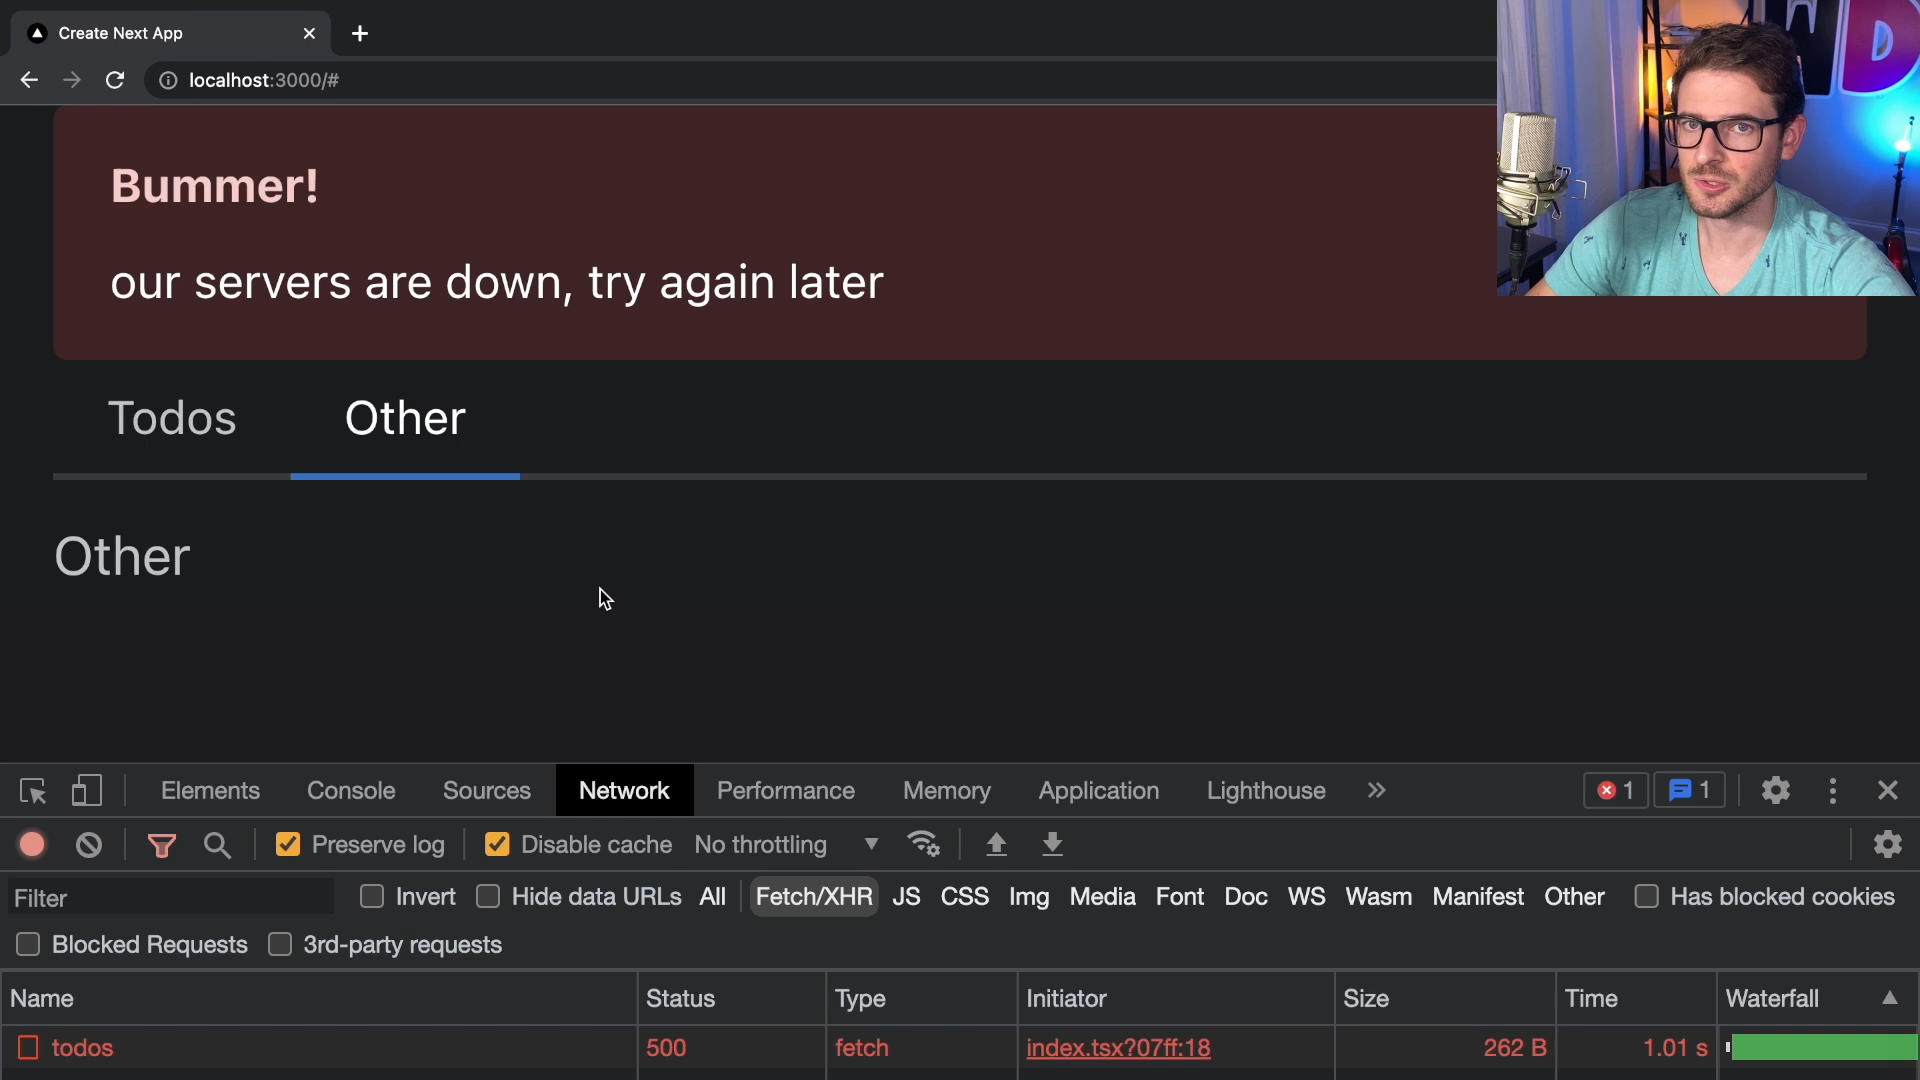 Create Next App
localhost:3000/#
Bummer!
our servers are down, try again later
Todos Other
Other
Elements Console Sources Network Performance Memory Application Lighthouse 1 1
Preserve log Disable cache No throttling
Filter Invert Hide data URLs All Fetch/XHR JS CSS Img Media Font Doc WS Wasm Manifest Other Has blocked cookies
Blocked Requests 3rd-party requests
Name Status Type Initiator Size Time Waterfall
todos 500 fetch index.tsx?07ff:18 262 B 1.01 s